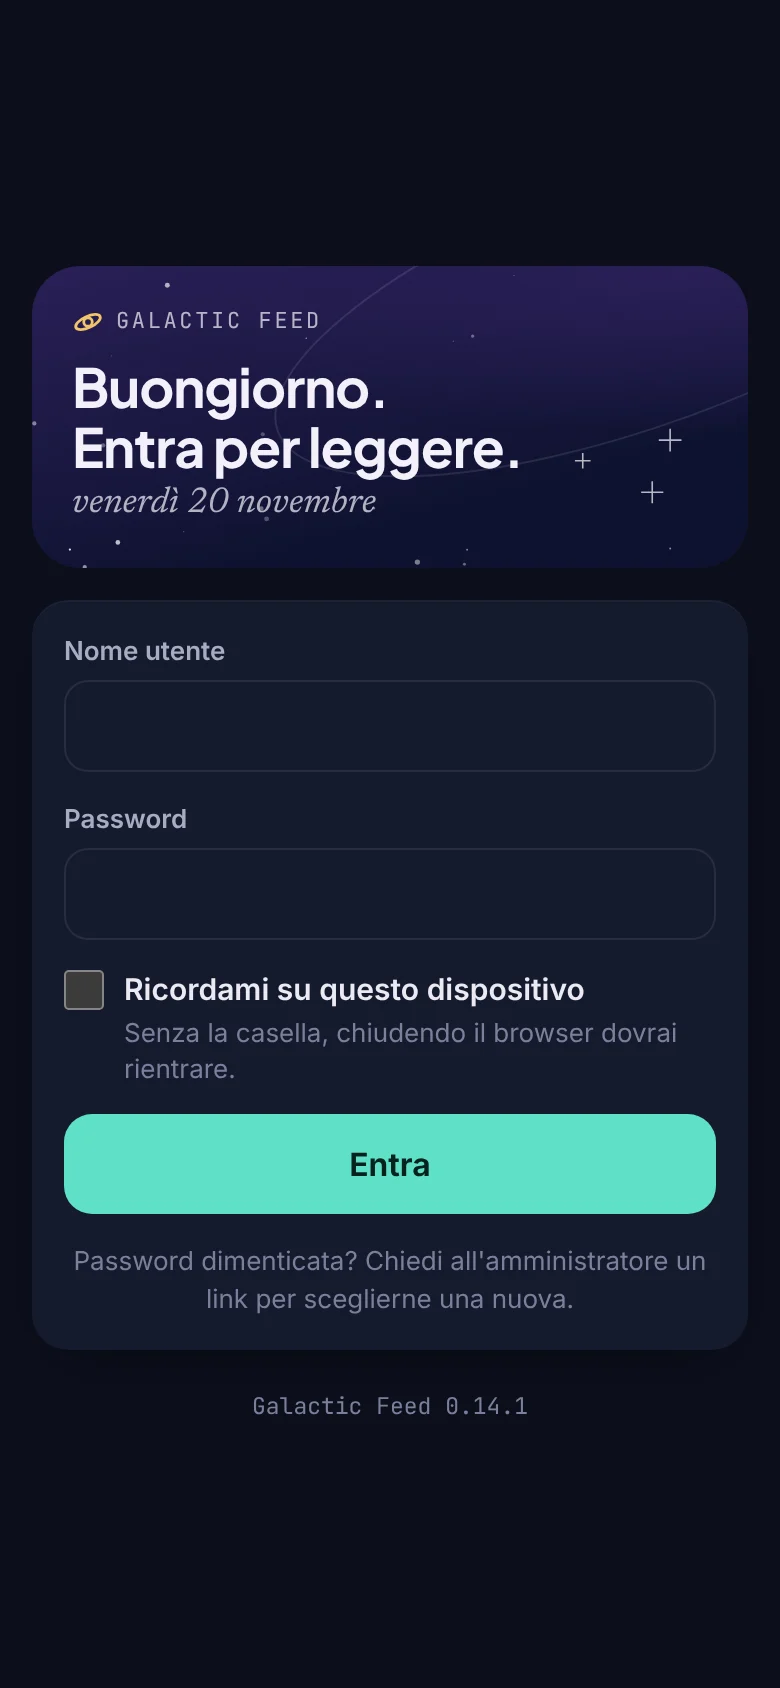 GALACTIC FEED
Buongiorno.
Entra per leggere.
venerdì 20 novembre
Nome utente
Password
Ricordami su questo dispositivo
Senza la casella, chiudendo il browser dovrai
rientrare.
Entra
Password dimenticata? Chiedi all'amministratore un
link per sceglierne una nuova.
Galactic Feed 0.14.1